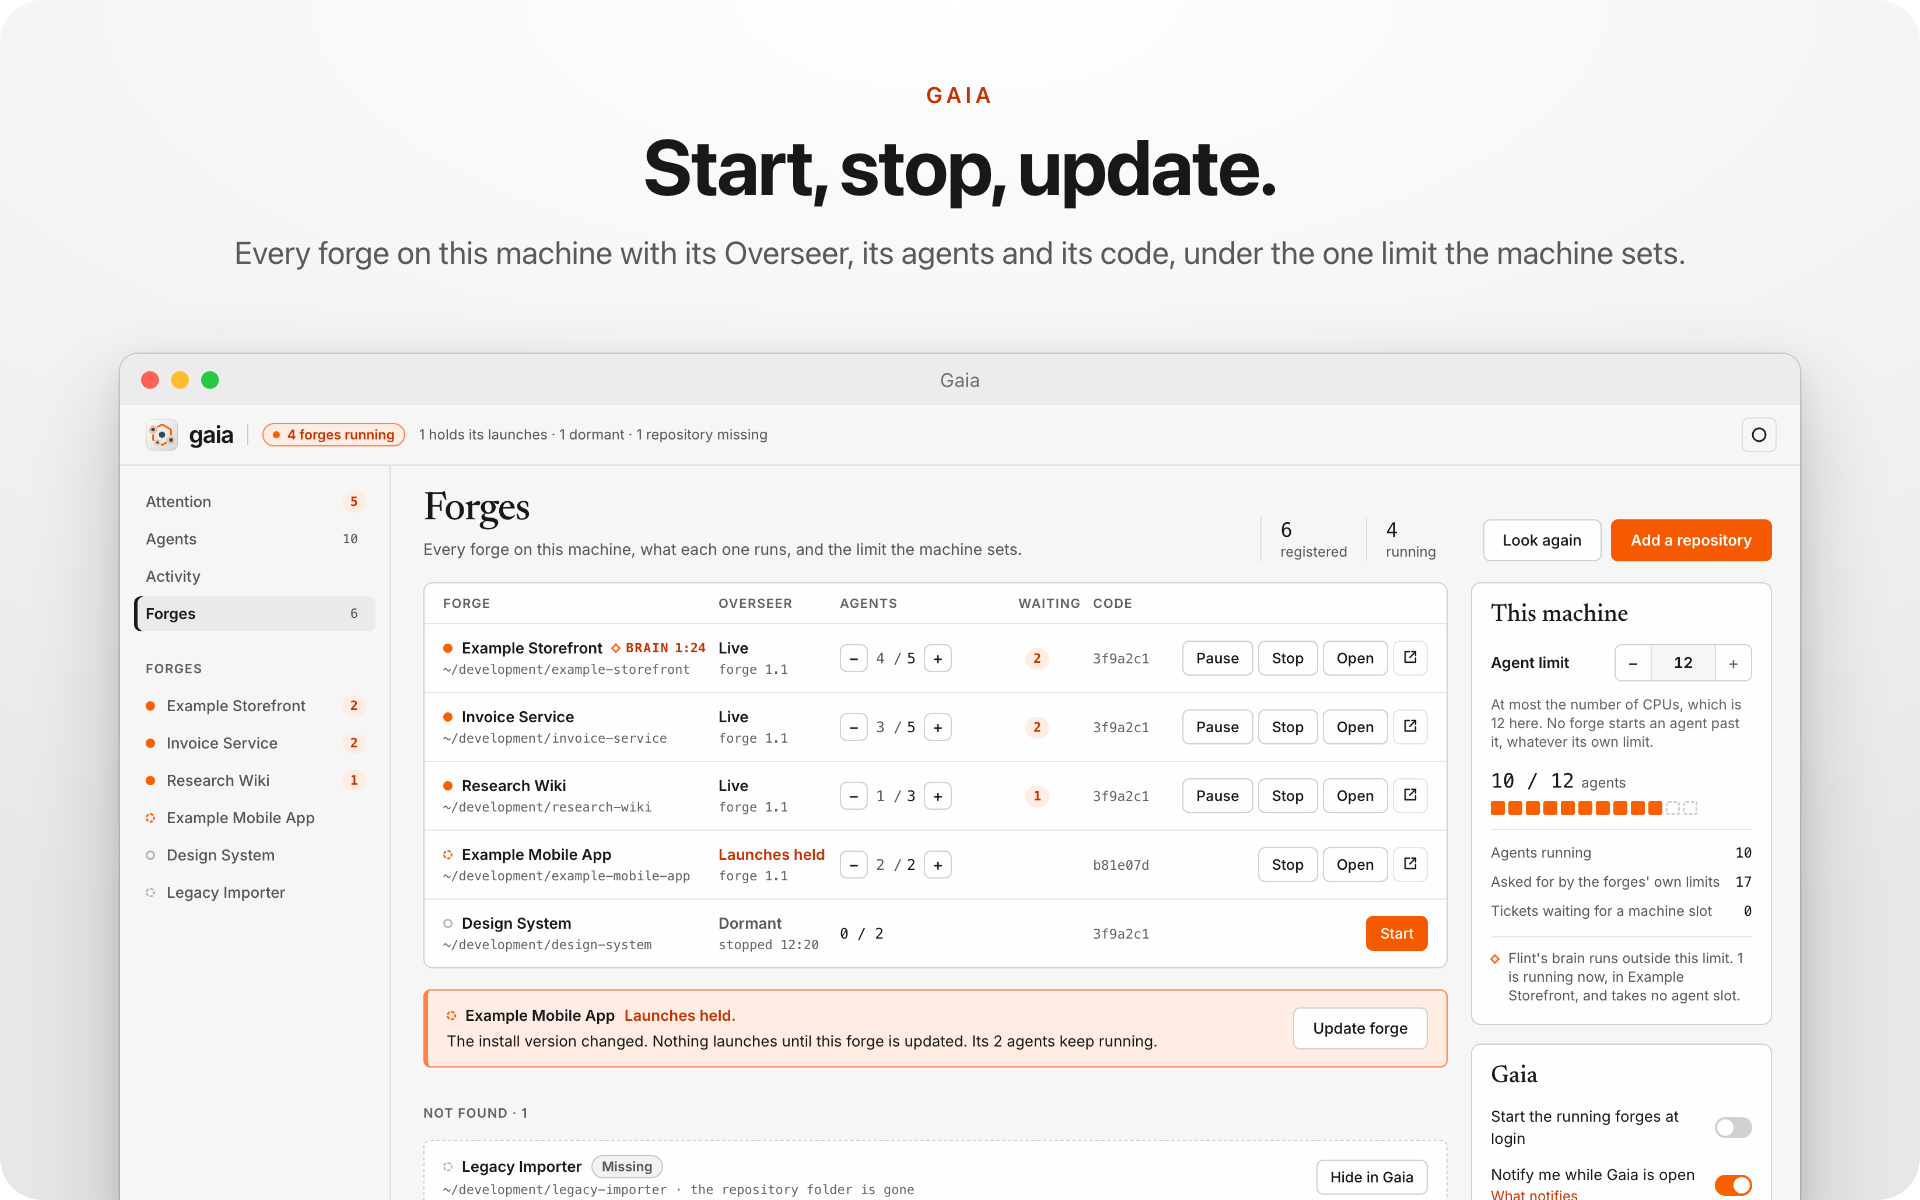 GAIA
Start, stop, update.
Every forge on this machine with its Overseer, its agents and its code, under the one limit the machine sets.
Gaia
gaia
4 forges running
1 holds its launches · 1 dormant · 1 repository missing
Attention 5
Agents 10
Activity
Forges 6
FORGES
Example Storefront 2
Invoice Service 2
Research Wiki 1
Example Mobile App
Design System
Legacy Importer
Forges
Every forge on this machine, what each one runs, and the limit the machine sets.
6 registered
4 running
Look again
Add a repository
FORGE OVERSEER AGENTS WAITING CODE
Example Storefront ◇ BRAIN 1:24 Live − 4 / 5 + 2 3f9a2c1 Pause Stop Open
~/development/example-storefront forge 1.1
Invoice Service Live − 3 / 5 + 2 3f9a2c1 Pause Stop Open
~/development/invoice-service forge 1.1
Research Wiki Live − 1 / 3 + 1 3f9a2c1 Pause Stop Open
~/development/research-wiki forge 1.1
Example Mobile App Launches held − 2 / 2 + b81e07d Stop Open
~/development/example-mobile-app forge 1.1
Design System Dormant 0 / 2 3f9a2c1 Start
~/development/design-system stopped 12:20
Example Mobile App Launches held.
The install version changed. Nothing launches until this forge is updated. Its 2 agents keep running.
Update forge
NOT FOUND · 1
Legacy Importer Missing
~/development/legacy-importer · the repository folder is gone
Hide in Gaia
This machine
Agent limit − 12 +
At most the number of CPUs, which is
12 here. No forge starts an agent past
it, whatever its own limit.
10 / 12 agents
Agents running 10
Asked for by the forges' own limits 17
Tickets waiting for a machine slot 0
Flint's brain runs outside this limit. 1
is running now, in Example
Storefront, and takes no agent slot.
Gaia
Start the running forges at
login
Notify me while Gaia is open
What notifies